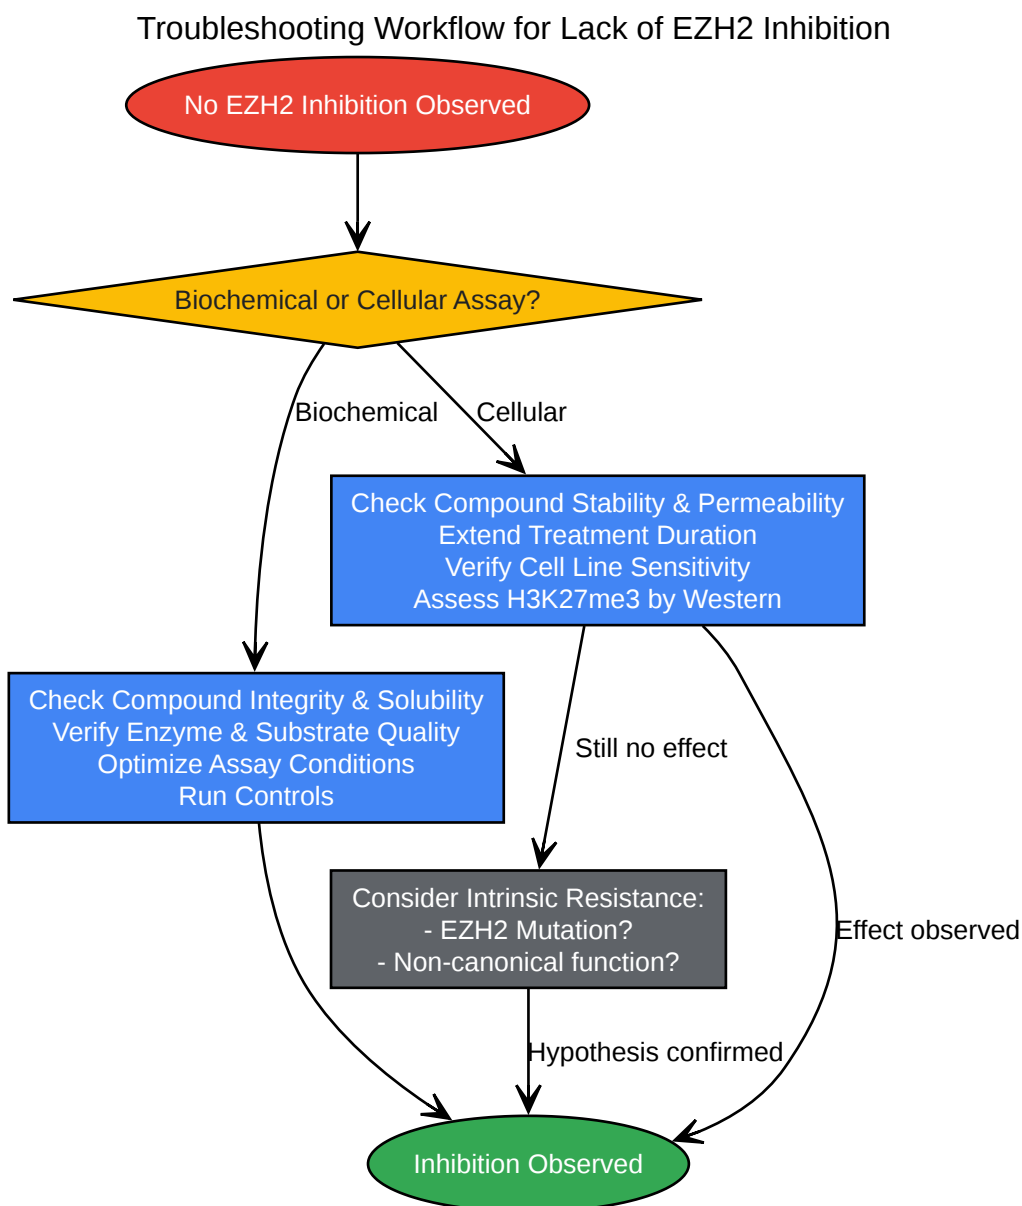 Troubleshooting Workflow for Lack of EZH2 Inhibition
No EZH2 Inhibition Observed
Biochemical or Cellular Assay?
Biochemical
Cellular
Check Compound Stability & Permeability
Extend Treatment Duration
Verify Cell Line Sensitivity
Assess H3K27me3 by Western
Check Compound Integrity & Solubility
Verify Enzyme & Substrate Quality
Optimize Assay Conditions
Run Controls
Still no effect
Consider Intrinsic Resistance:
- EZH2 Mutation?
- Non-canonical function?
Effect observed
Hypothesis confirmed
Inhibition Observed